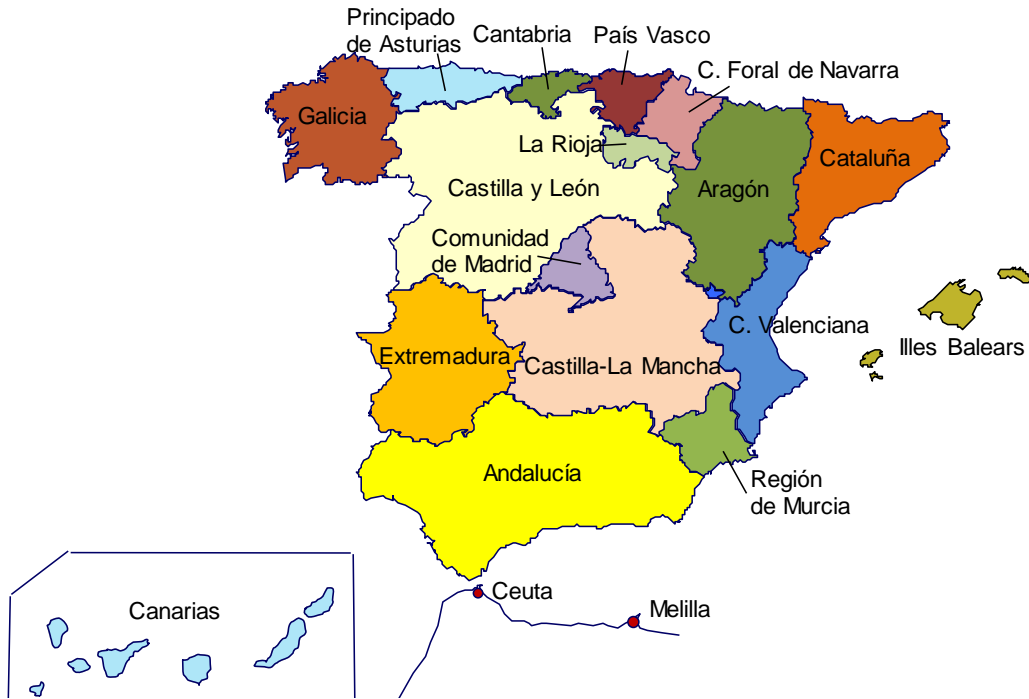 Principado
de Asturias
Cantabria
País Vasco
C. Foral de Navarra
Galicia
La Rioja
Cataluña
Castilla y León
Aragón
Comunidad
de Madrid
C. Valenciana
Illes Balears
Extremadura
Castilla-La Mancha
Andalucía
Región
de Murcia
Ceuta
Canarias
Melilla